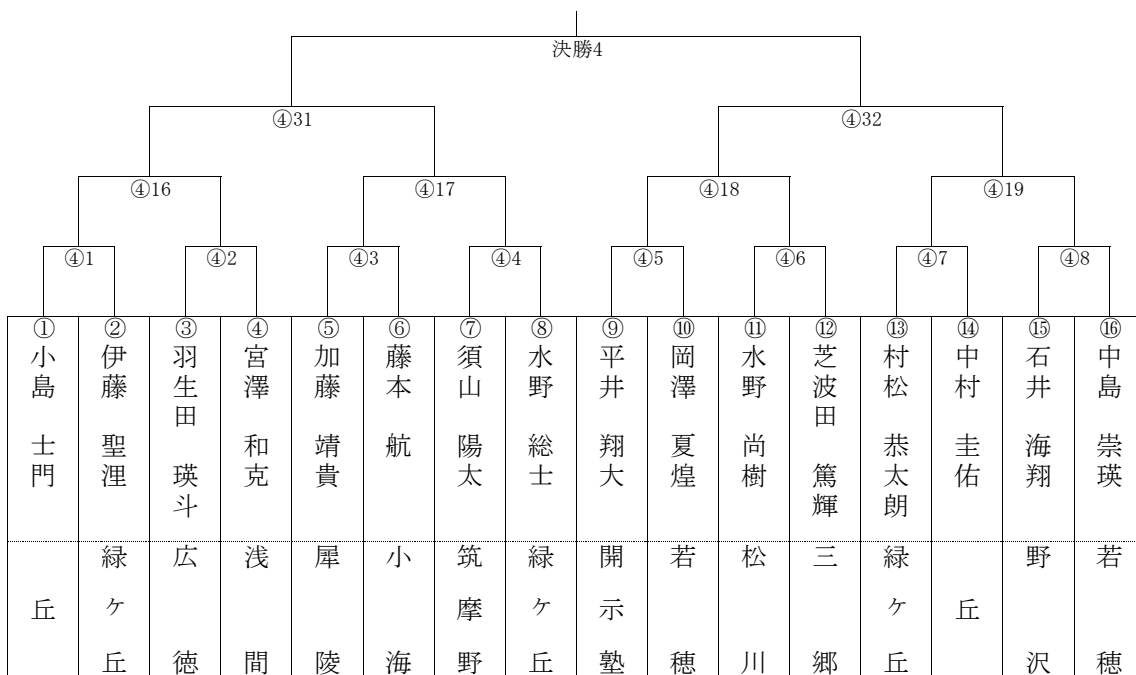 決勝4
④31
④32
④16
④17
④18
④19
④1
④2
④3
④4
④5
④6
④7
④8
① 小島 士門 丘
② 伊藤 聖浬 緑ケ丘
③ 羽生田 瑛斗 広徳
④ 宮澤 和克 浅間
⑤ 加藤 靖貴 犀陵
⑥ 藤本 航 小海
⑦ 須山 陽太 筑摩野
⑧ 水野 総士 緑ケ丘
⑨ 平井 翔大 開示塾
⑩ 岡澤 夏煌 若穂
⑪ 水野 尚樹 松川
⑫ 芝波田 篤輝 三郷
⑬ 村松 恭太朗 緑ケ丘
⑭ 中村 圭佑 丘
⑮ 石井 海翔 野沢
⑯ 中島 崇瑛 若穂